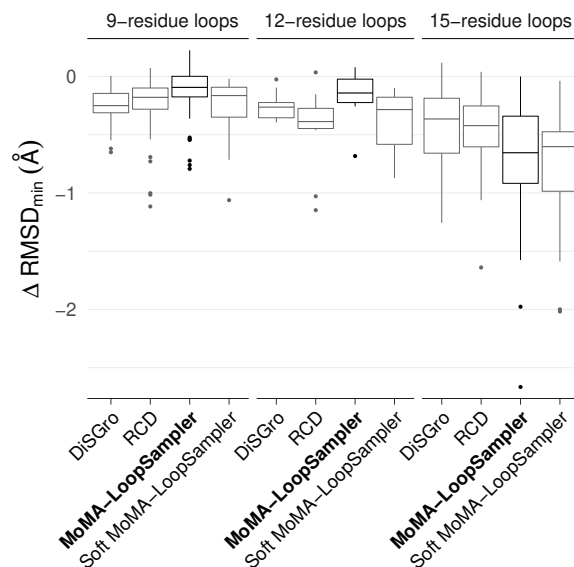 9−residue loops
12−residue loops
15−residue loops
Δ RMSDmin (Å)
0
−1
−2
DiSGro
RCD
MoMA−LoopSampler
Soft MoMA−LoopSampler
DiSGro
RCD
MoMA−LoopSampler
Soft MoMA−LoopSampler
DiSGro
RCD
MoMA−LoopSampler
Soft MoMA−LoopSampler